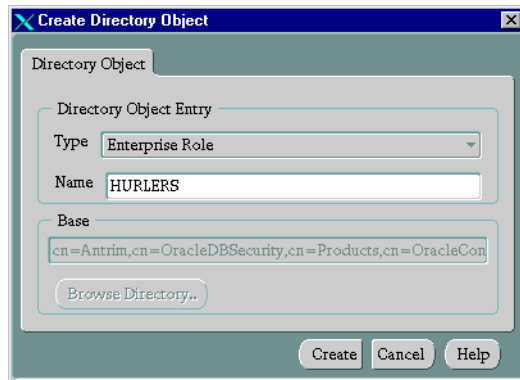 Create Directory Object
Directory Object
Directory Object Entry
Type Enterprise Role
Name HURLERS
Base
cn=Antrim,cn=OracleDBSecurity,cn=Products,cn=OracleCon
Browse Directory..
Create Cancel Help